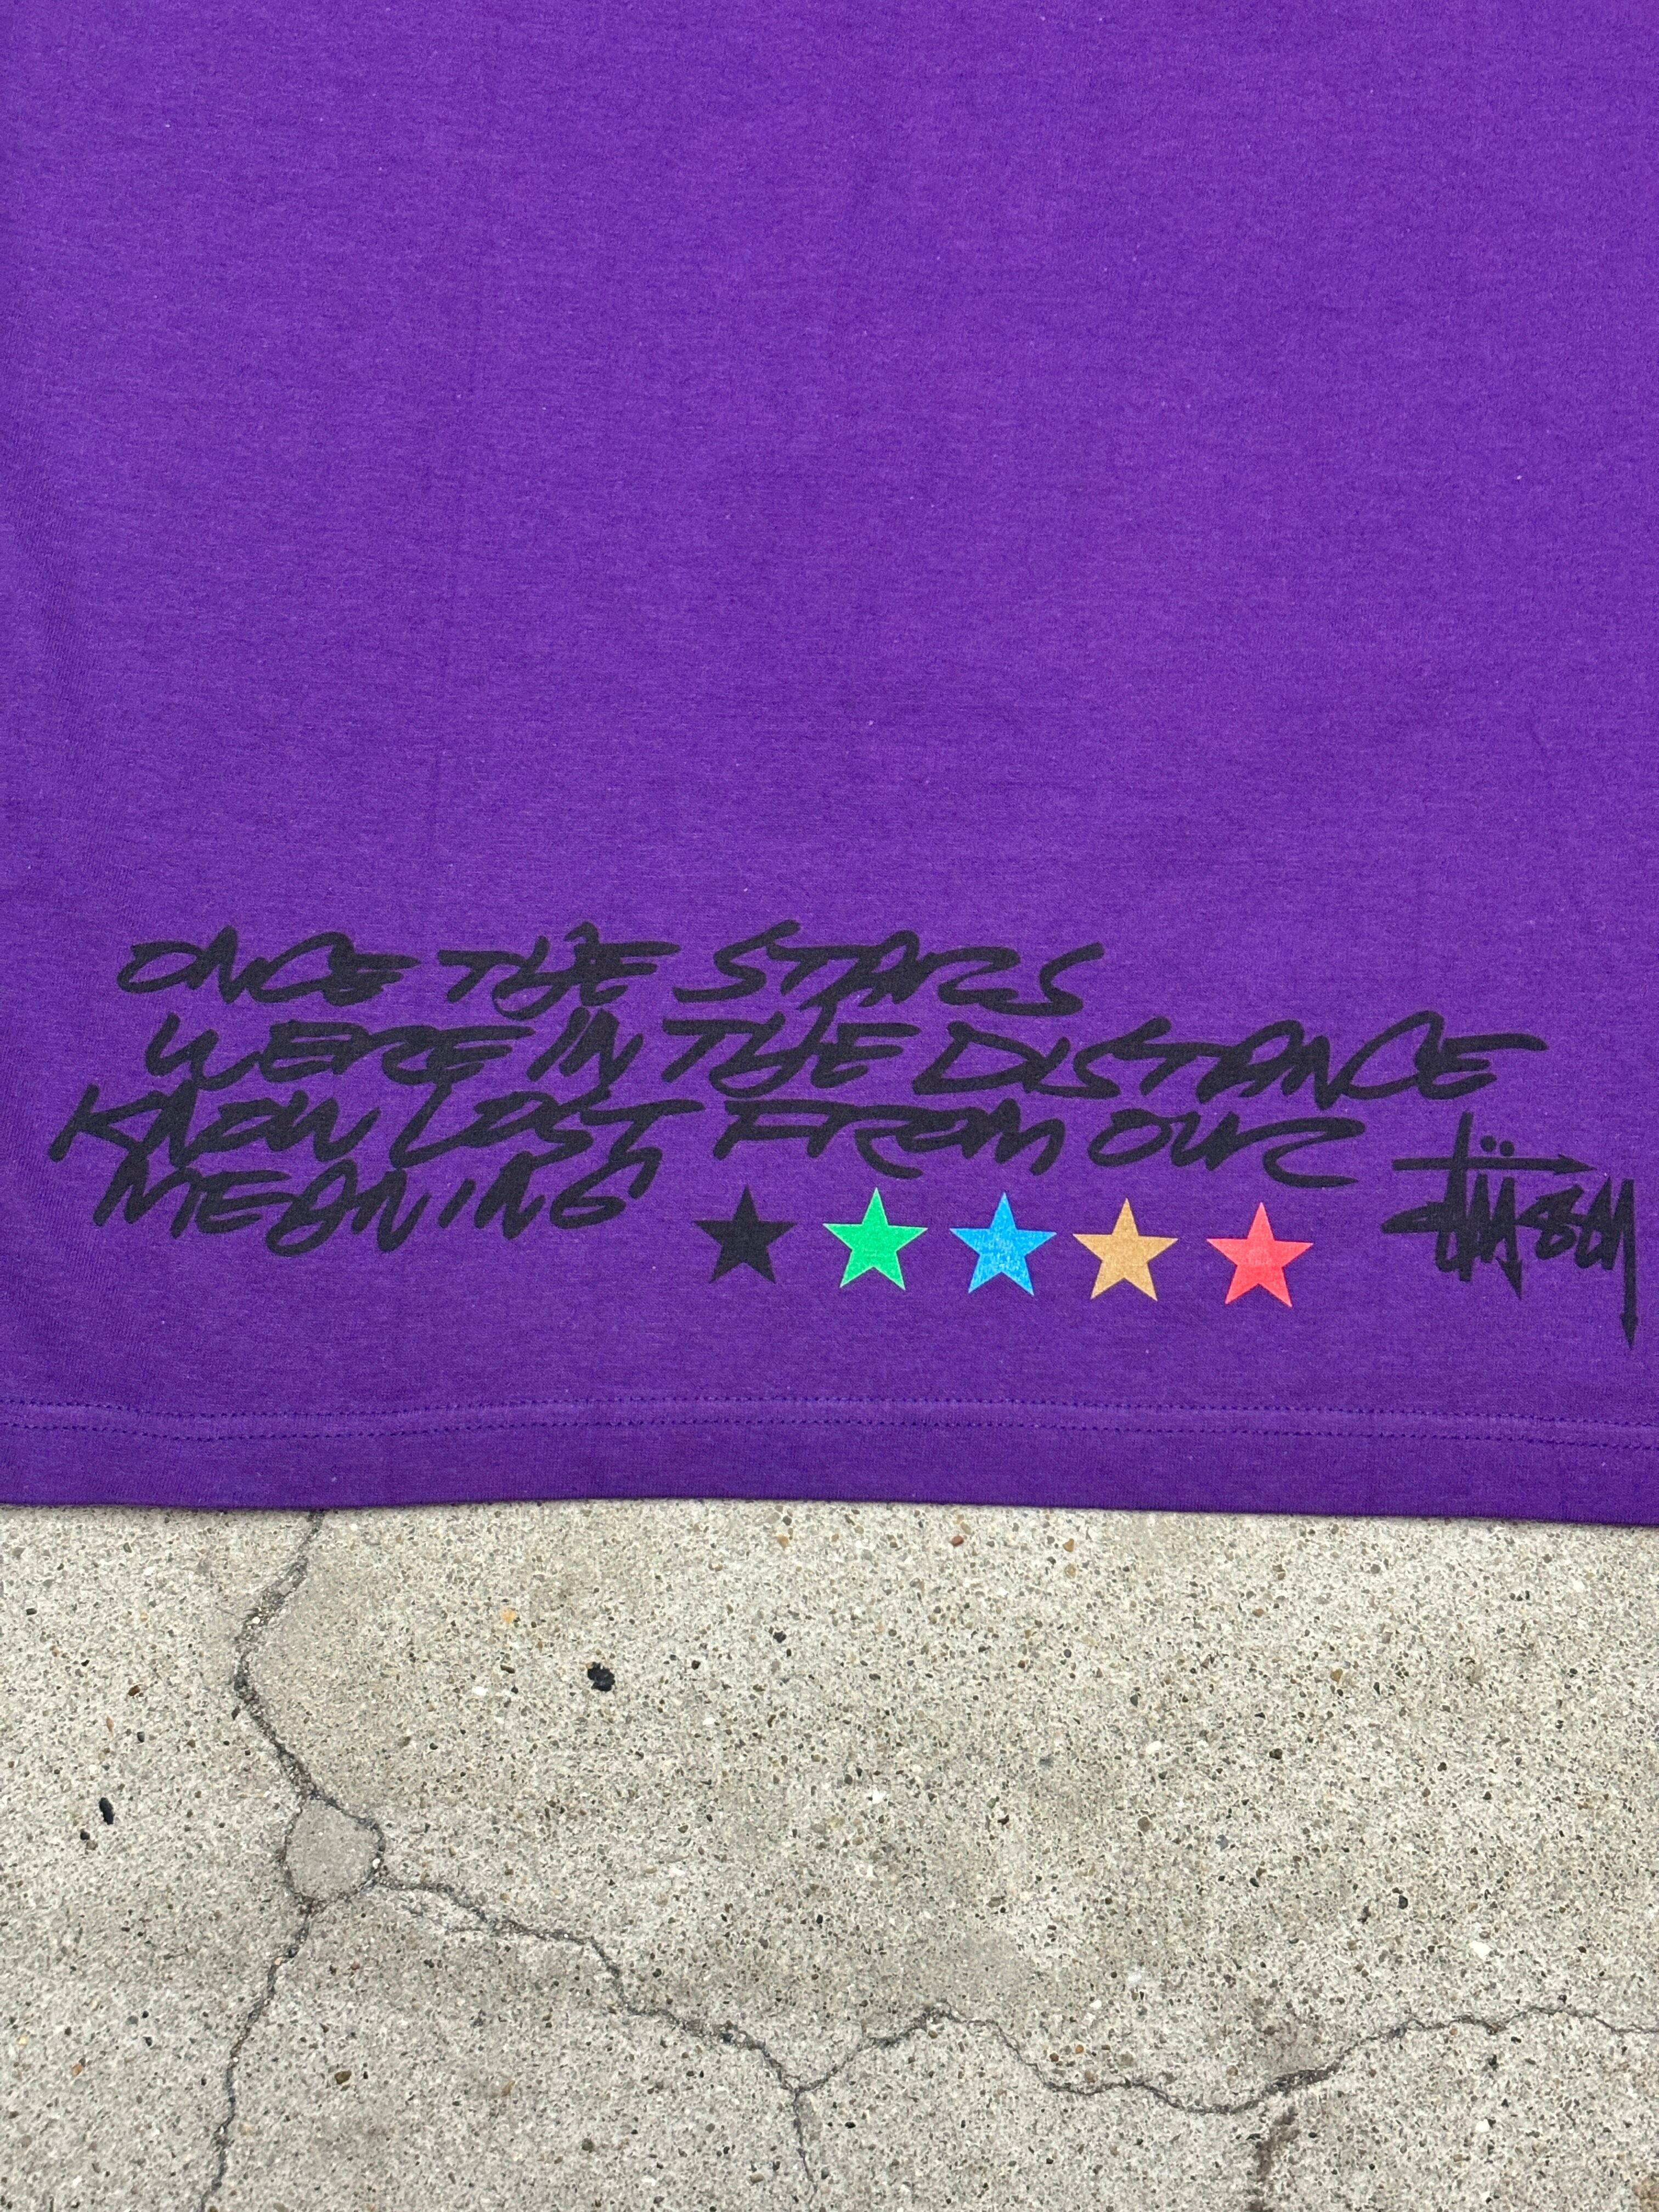 ONCE THE STARS
WERE IN THE DISTANCE
KNOW LOST FROM OUR
MEANING
Stüssy